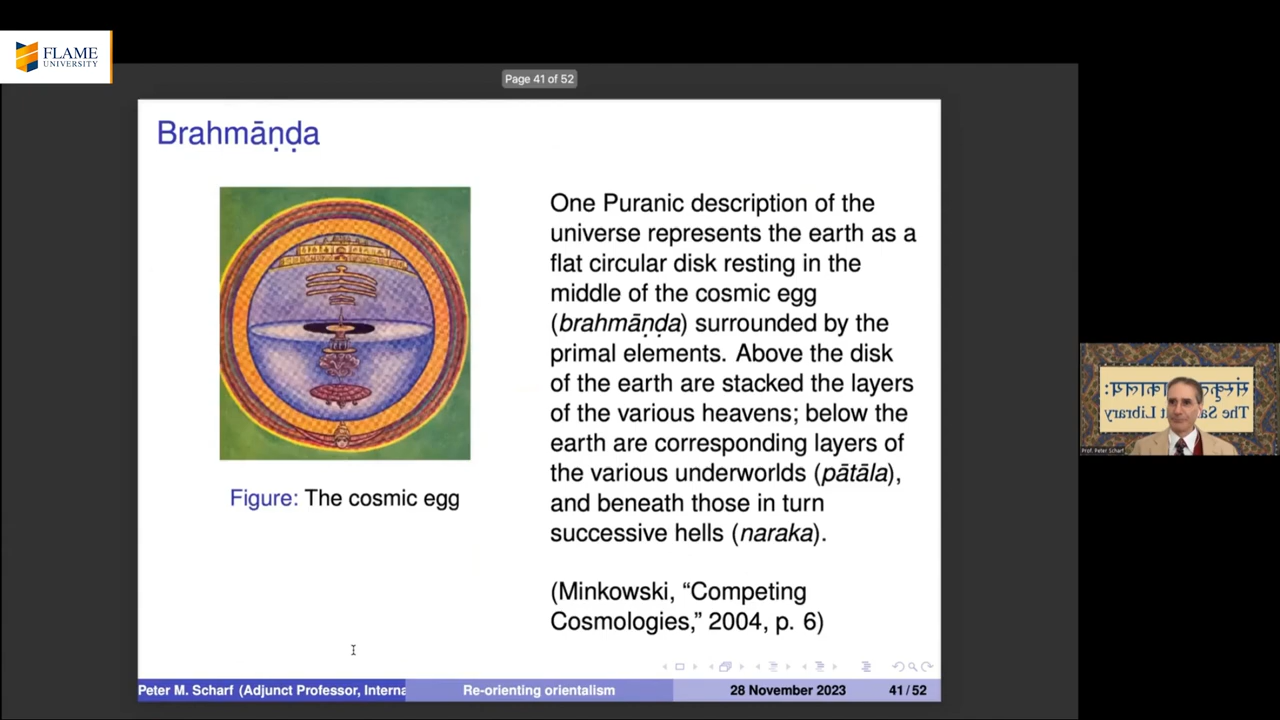 FLAME
UNIVERSITY
Page 41 of 52
Brahmāṇḍa
One Puranic description of the
universe represents the earth as a
flat circular disk resting in the
middle of the cosmic egg
(brahmāṇḍa) surrounded by the
primal elements. Above the disk
of the earth are stacked the layers
of the various heavens; below the
earth are corresponding layers of
the various underworlds (pātāla),
and beneath those in turn
successive hells (naraka).
(Minkowski, “Competing
Cosmologies,” 2004, p. 6)
Figure: The cosmic egg
The Sa t Library
Prof. Peter Scharf
Peter M. Scharf (Adjunct Professor, Interna
Re-orienting orientalism
28 November 2023
41/52